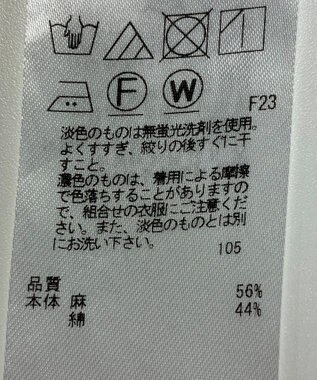 F
W
F23
淡色のものは無蛍光洗剤を使用。
よくすすぎ、絞りの後すぐに干
すこと。
濃色のものは、着用による摩擦
で色落ちすることがありますの
で、組合せの衣服にご注意くだ
さい。また、淡色のものとは別
にお洗い下さい。
105
品質
本体 麻 56%
綿 44%